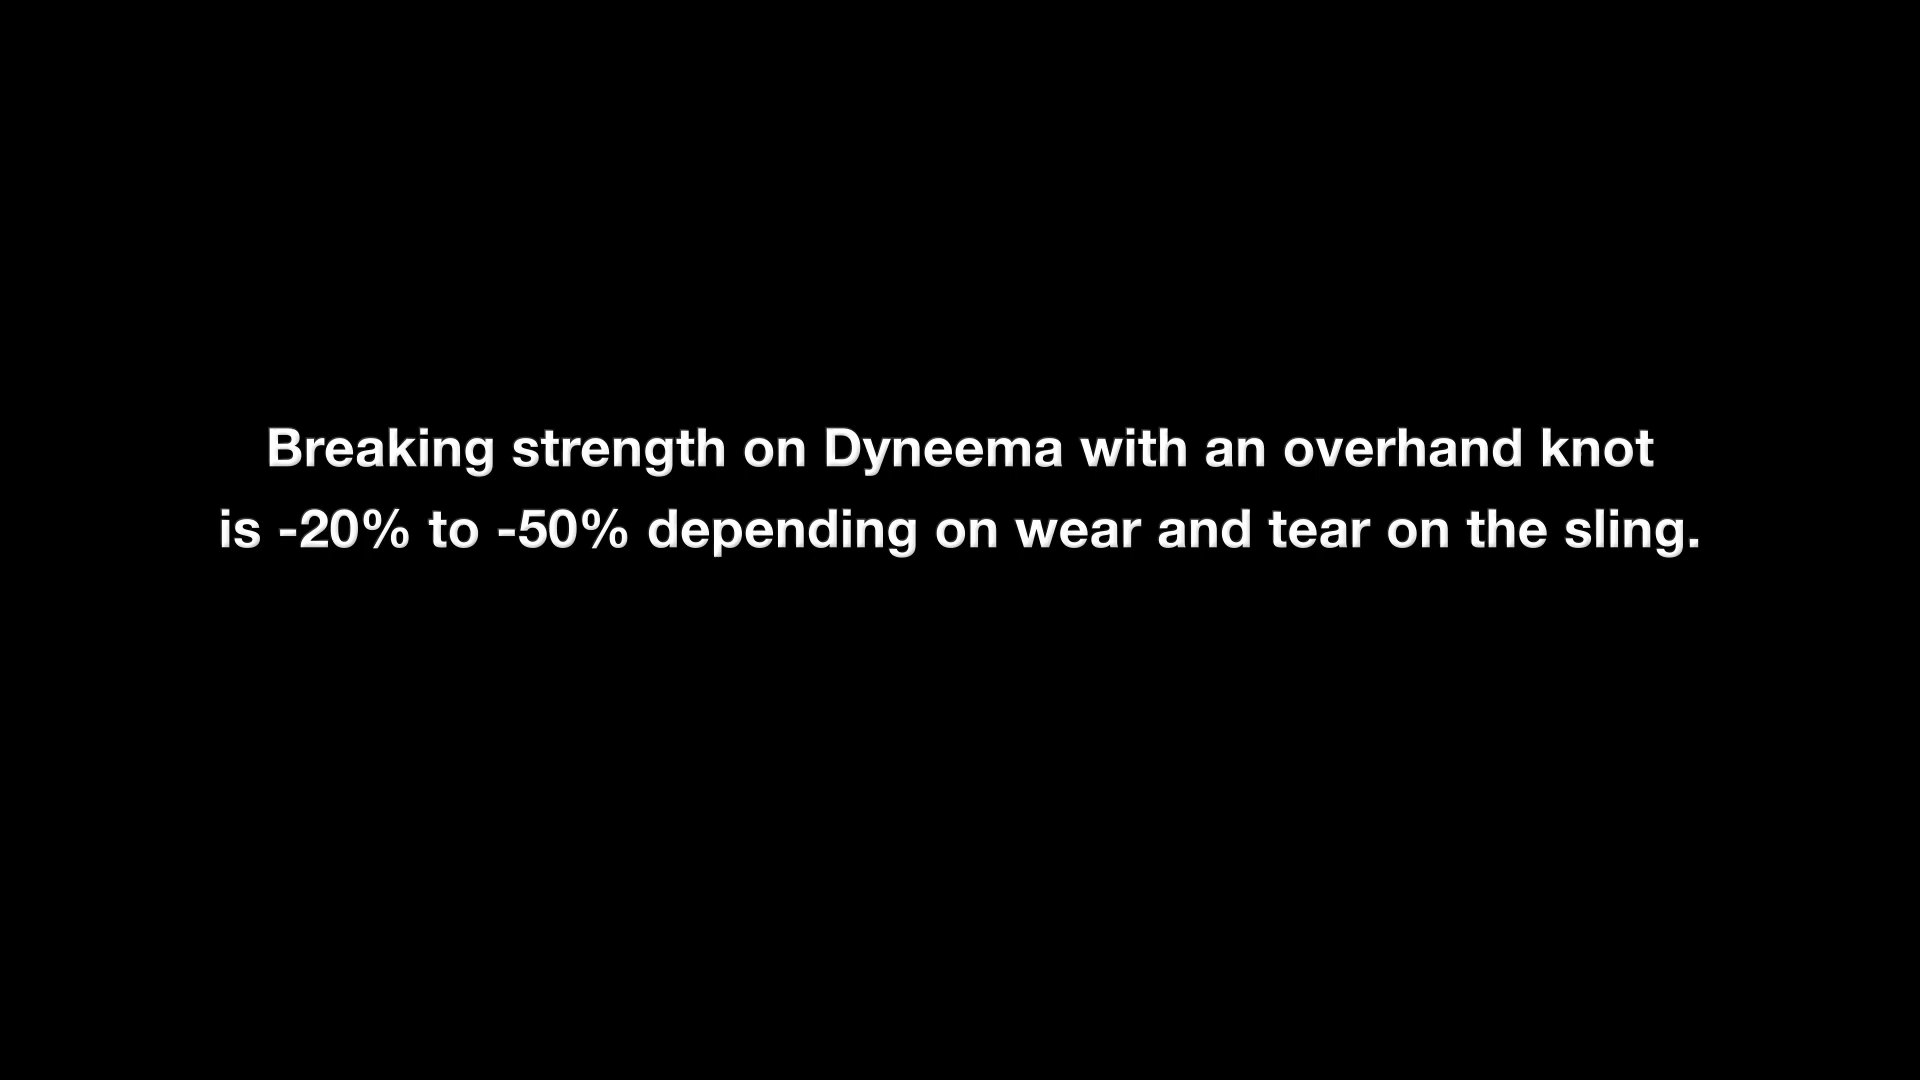 Breaking strength on Dyneema with an overhand knot
is -20% to -50% depending on wear and tear on the sling.